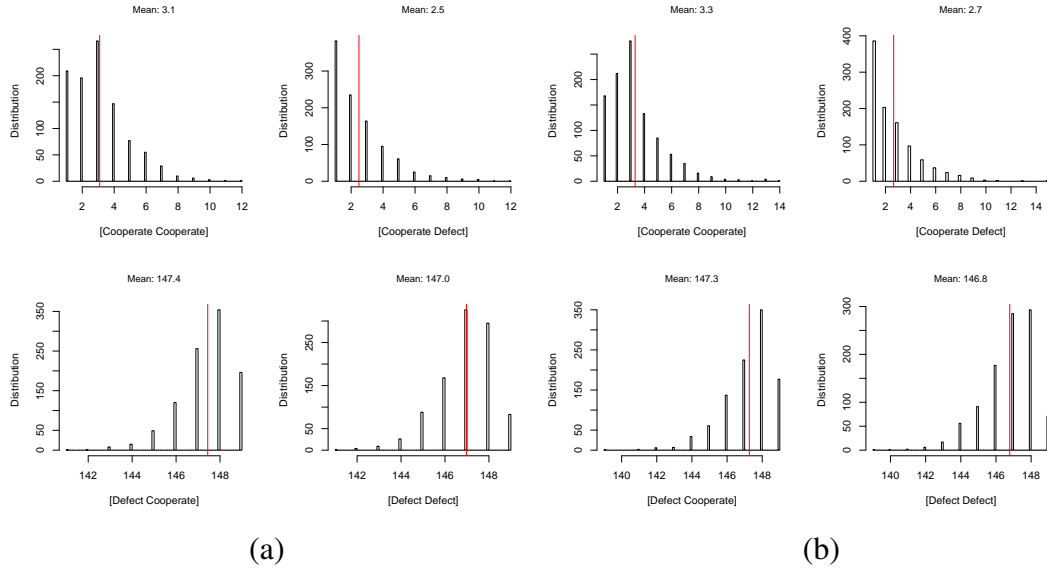 Mean: 3.1
Distribution
0 50 100 200
2 4 6 8 10 12
[Cooperate Cooperate]
Mean: 2.5
Distribution
0 50 100 200 300
2 4 6 8 10 12
[Cooperate Defect]
Mean: 3.3
Distribution
0 50 100 200
2 4 6 8 10 12 14
[Cooperate Cooperate]
Mean: 2.7
Distribution
0 100 200 300 400
2 4 6 8 10 12 14
[Cooperate Defect]
Mean: 147.4
Distribution
0 50 150 250 350
142 144 146 148
[Defect Cooperate]
Mean: 147.0
Distribution
0 50 150 250
142 144 146 148
[Defect Defect]
Mean: 147.3
Distribution
0 50 150 250 350
140 142 144 146 148
[Defect Cooperate]
Mean: 146.8
Distribution
0 50 100 200 300
140 142 144 146 148
[Defect Defect]
(a)
(b)